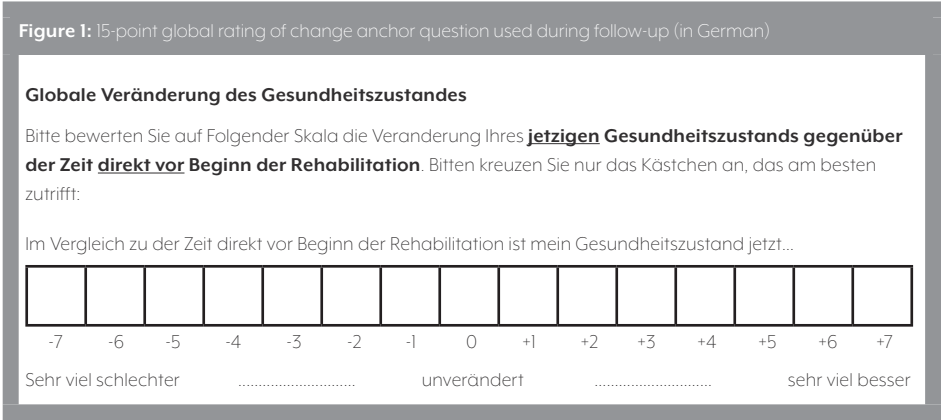 Figure 1: 15-point global rating of change anchor question used during follow-up (in German)
Globale Veränderung des Gesundheitszustandes
Bitte bewerten Sie auf Folgender Skala die Veranderung Ihres jetzigen Gesundheitszustands gegenüber
der Zeit direkt vor Beginn der Rehabilitation. Bitten kreuzen Sie nur das Kästchen an, das am besten
zutrifft:
Im Vergleich zu der Zeit direkt vor Beginn der Rehabilitation ist mein Gesundheitszustand jetzt...
-7 -6 -5 -4 -3 -2 -1 0 +1 +2 +3 +4 +5 +6 +7
Sehr viel schlechter ............................. unverändert ............................. sehr viel besser